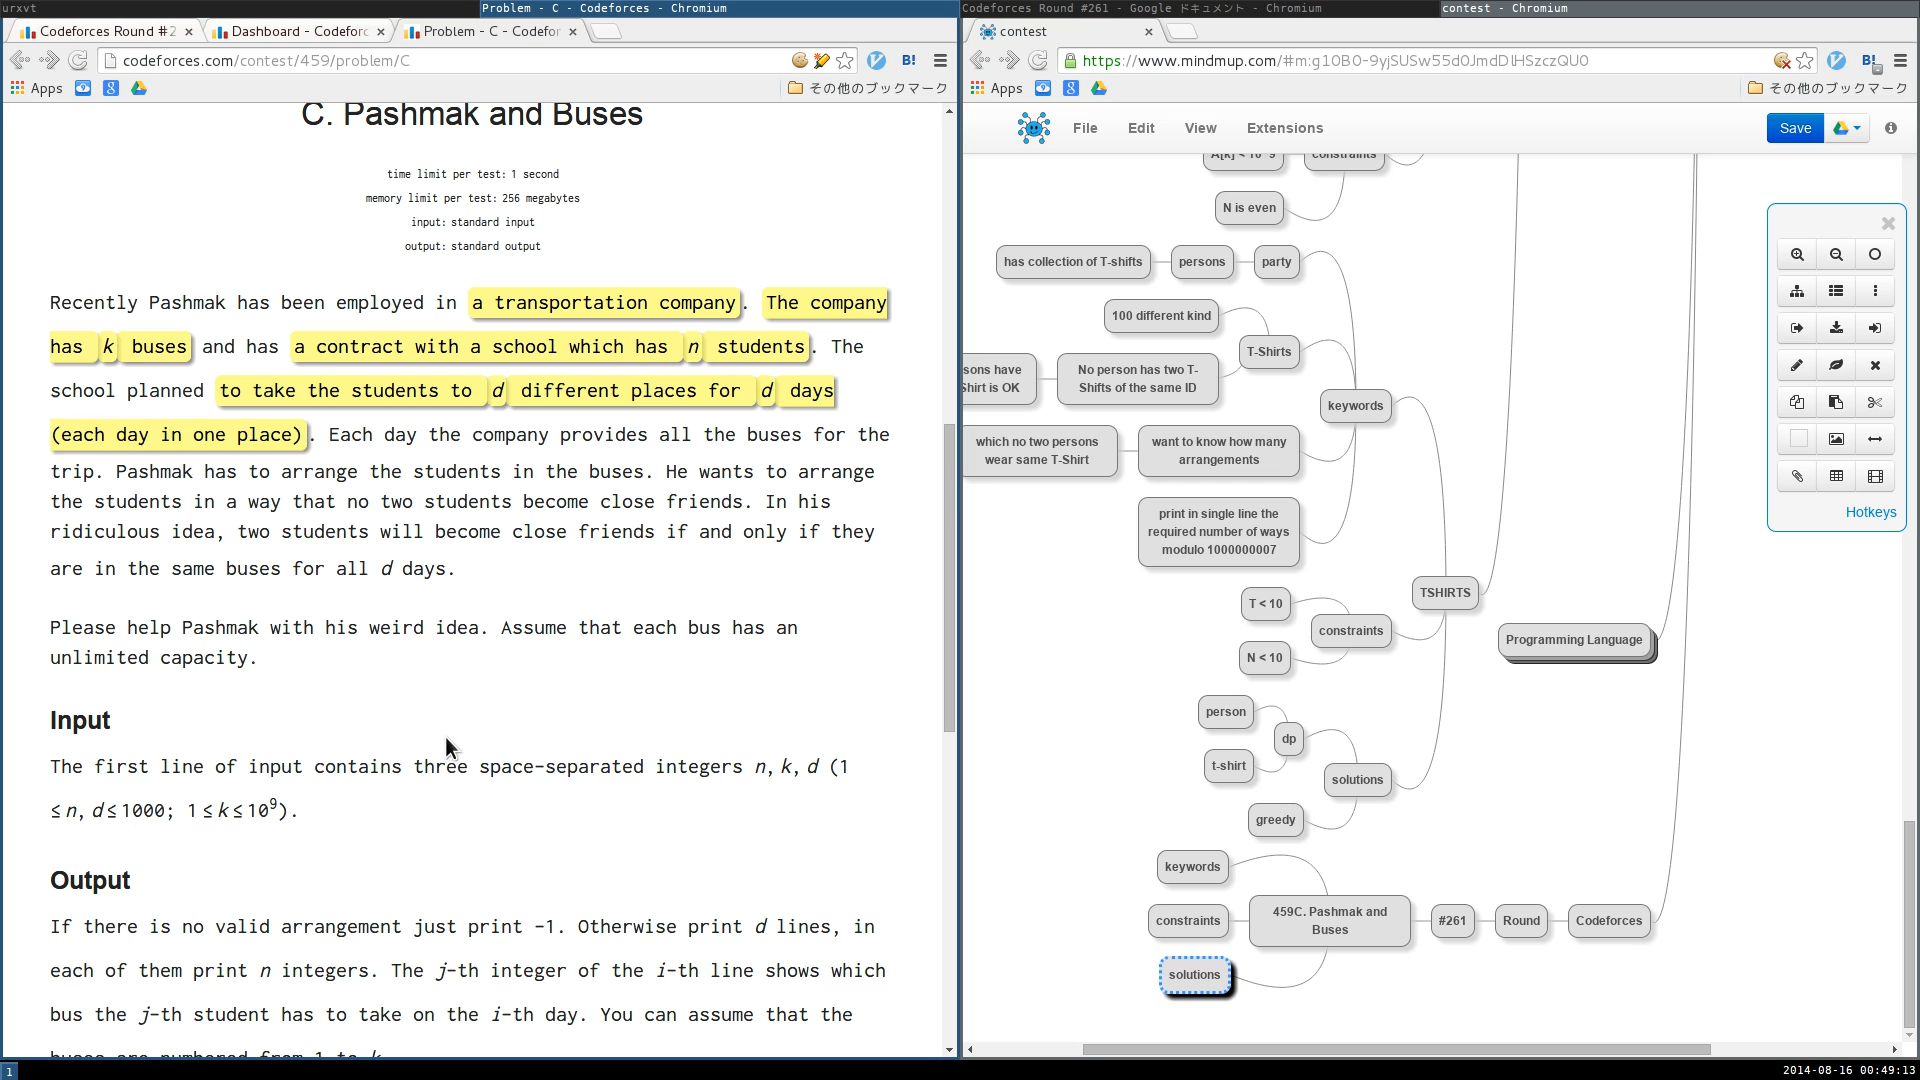 urxvt
Problem - C - Codeforces - Chromium
Codeforces Round #261 - Google ドキュメント - Chromium
contest - Chromium
Codeforces Round #2
Dashboard - Codeforc
Problem - C - Codefor
codeforces.com/contest/459/problem/C
B!
Apps
その他のブックマーク
C. Pashmak and Buses
time limit per test: 1 second
memory limit per test: 256 megabytes
input: standard input
output: standard output
Recently Pashmak has been employed in a transportation company. The company
has k buses and has a contract with a school which has n students. The
school planned to take the students to d different places for d days
(each day in one place). Each day the company provides all the buses for the
trip. Pashmak has to arrange the students in the buses. He wants to arrange
the students in a way that no two students become close friends. In his
ridiculous idea, two students will become close friends if and only if they
are in the same buses for all d days.
Please help Pashmak with his weird idea. Assume that each bus has an
unlimited capacity.
Input
The first line of input contains three space-separated integers n, k, d (1
≤ n, d ≤ 1000; 1 ≤ k ≤ 10⁹).
Output
If there is no valid arrangement just print -1. Otherwise print d lines, in
each of them print n integers. The j-th integer of the i-th line shows which
bus the j-th student has to take on the i-th day. You can assume that the
buses are numbered from 1 to k.
contest
https://www.mindmup.com/#m:g10B0-9yjSUSw55d0JmdDlHSzczQU0
B!
Apps
その他のブックマーク
File
Edit
View
Extensions
Save
constraints
N is even
has collection of T-shifts
persons
party
100 different kind
T-Shirts
sons have
Shirt is OK
No person has two T-
Shifts of the same ID
keywords
which no two persons
wear same T-Shirt
want to know how many
arrangements
print in single line the
required number of ways
modulo 1000000007
T < 10
constraints
N < 10
TSHIRTS
Programming Language
person
dp
t-shirt
solutions
greedy
keywords
constraints
459C. Pashmak and
Buses
#261
Round
Codeforces
solutions
Hotkeys
1
2014-08-16 00:49:13